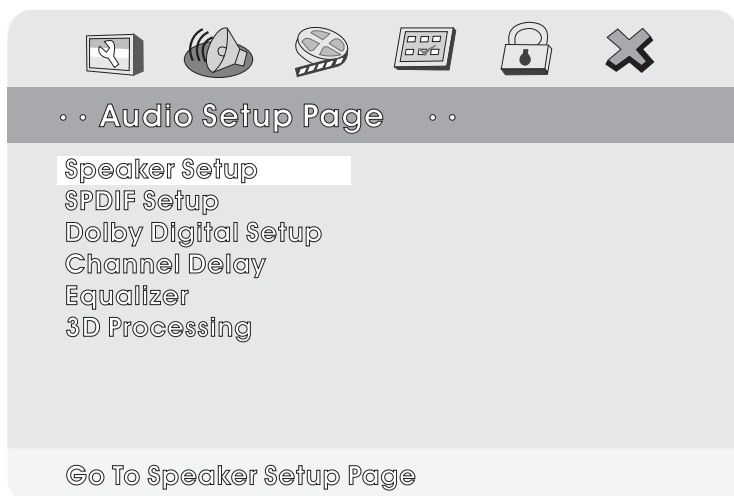 Audio Setup Page
Speaker Setup
SPDIF Setup
Dolby Digital Setup
Channel Delay
Equalizer
3D Processing
Go To Speaker Setup Page